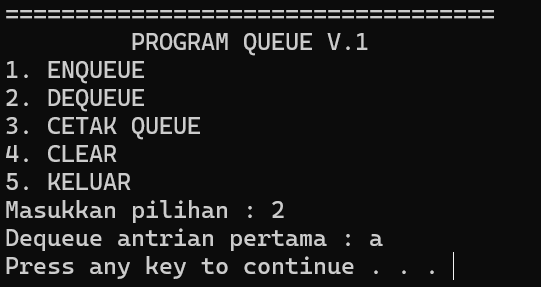 ===================================
PROGRAM QUEUE V.1
1. ENQUEUE
2. DEQUEUE
3. CETAK QUEUE
4. CLEAR
5. KELUAR
Masukkan pilihan : 2
Dequeue antrian pertama : a
Press any key to continue . . .